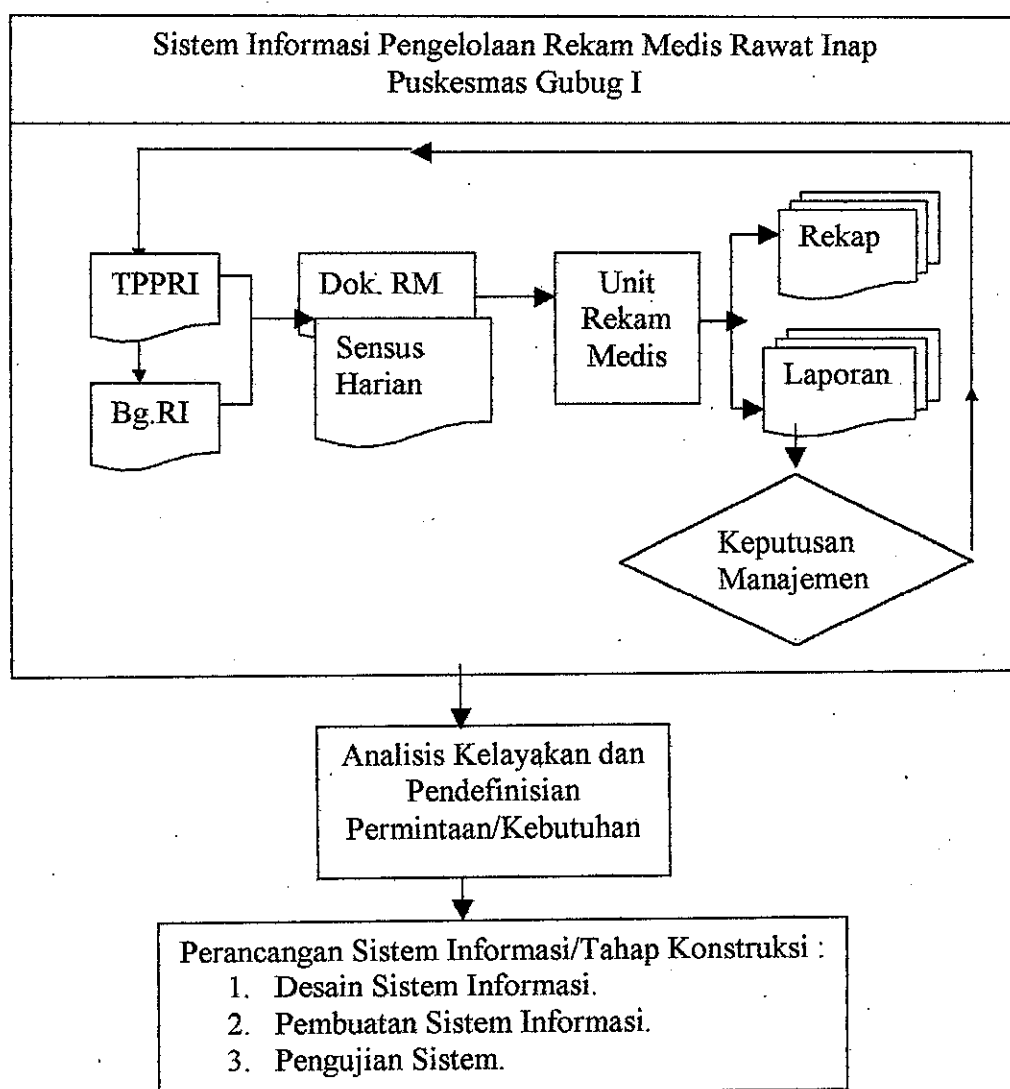 Sistem Informasi Pengelolaan Rekam Medis Rawat Inap
Puskesmas Gubug I
TPPRI
Bg.RI
Dok. RM
Sensus
Harian
Unit
Rekam
Medis
Rekap
Laporan
Keputusan
Manajemen
Analisis Kelayakan dan
Pendefinisian
Permintaan/Kebutuhan
Perancangan Sistem Informasi/Tahap Konstruksi :
1. Desain Sistem Informasi.
2. Pembuatan Sistem Informasi.
3. Pengujian Sistem.